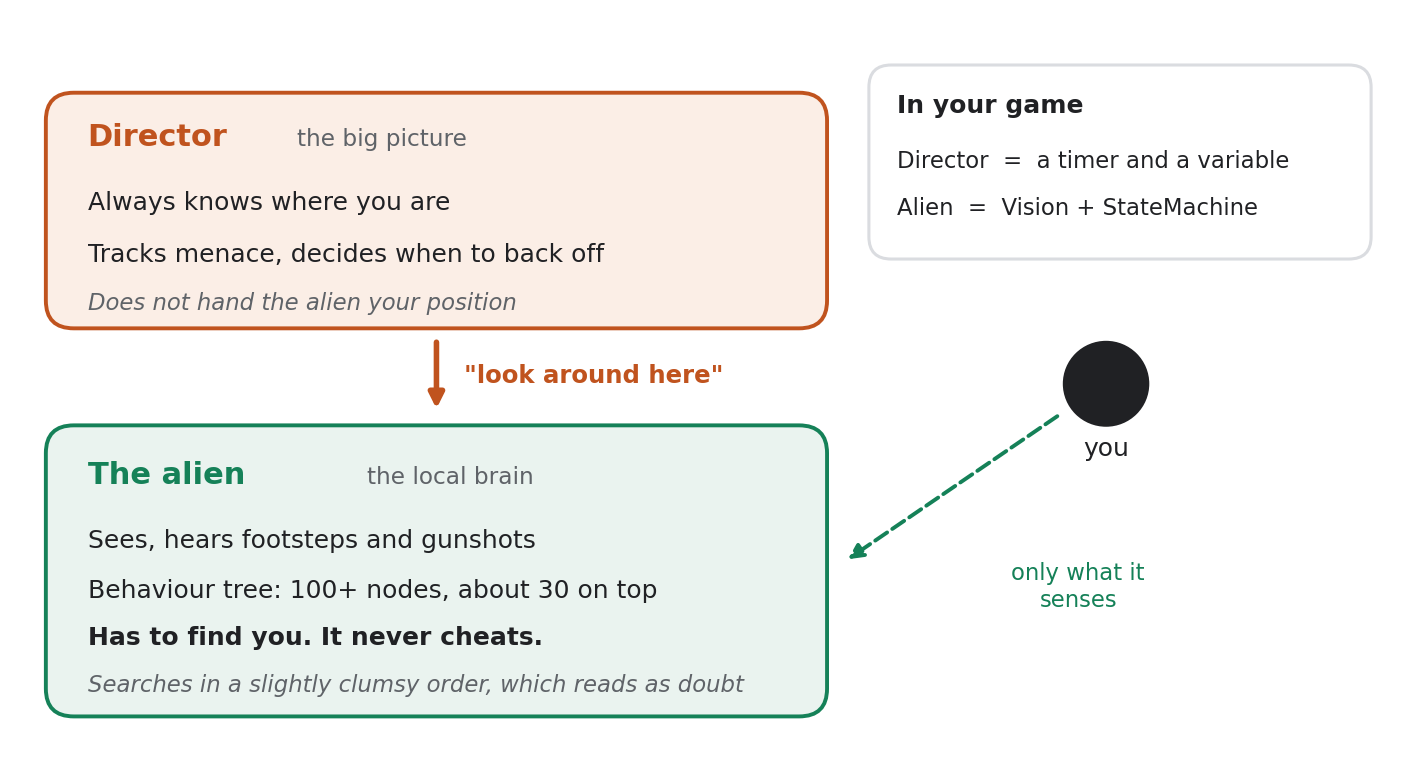 Director the big picture
Always knows where you are
Tracks menace, decides when to back off
Does not hand the alien your position
"look around here"
The alien the local brain
Sees, hears footsteps and gunshots
Behaviour tree: 100+ nodes, about 30 on top
Has to find you. It never cheats.
Searches in a slightly clumsy order, which reads as doubt
In your game
Director = a timer and a variable
Alien = Vision + StateMachine
you
only what it
senses